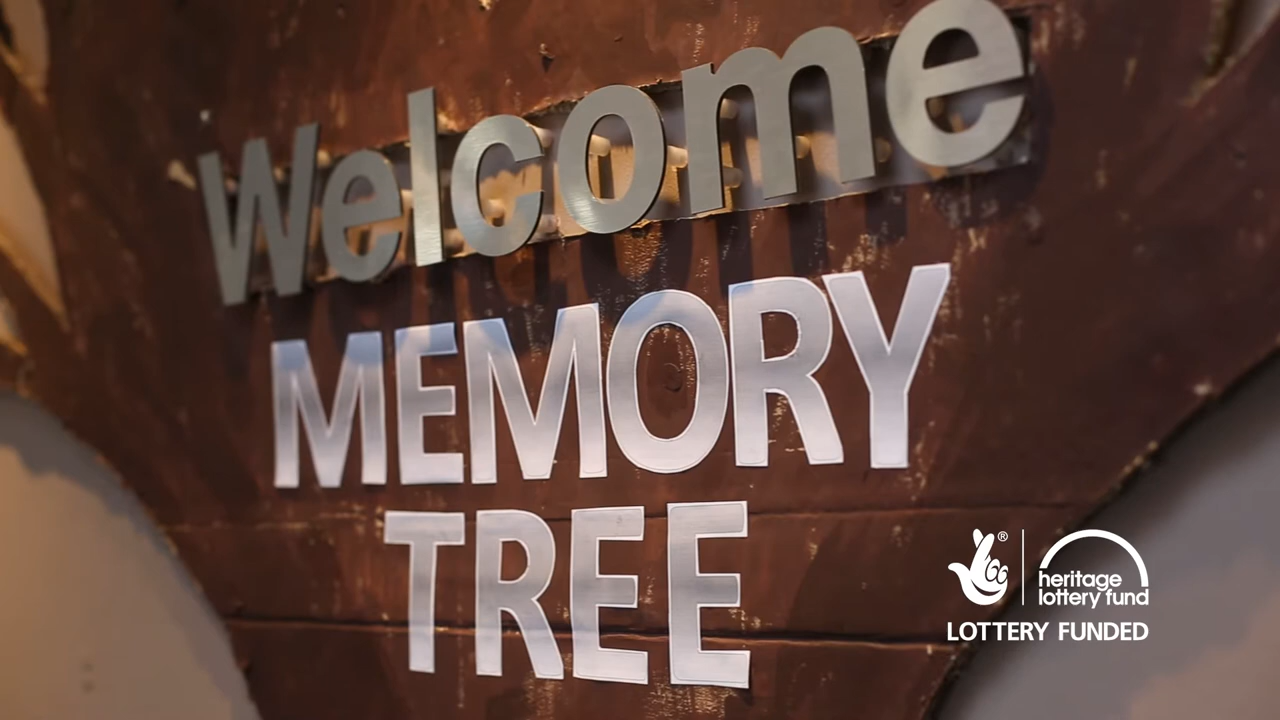 Welcome
MEMORY
TREE
®
heritage
lottery fund
LOTTERY FUNDED